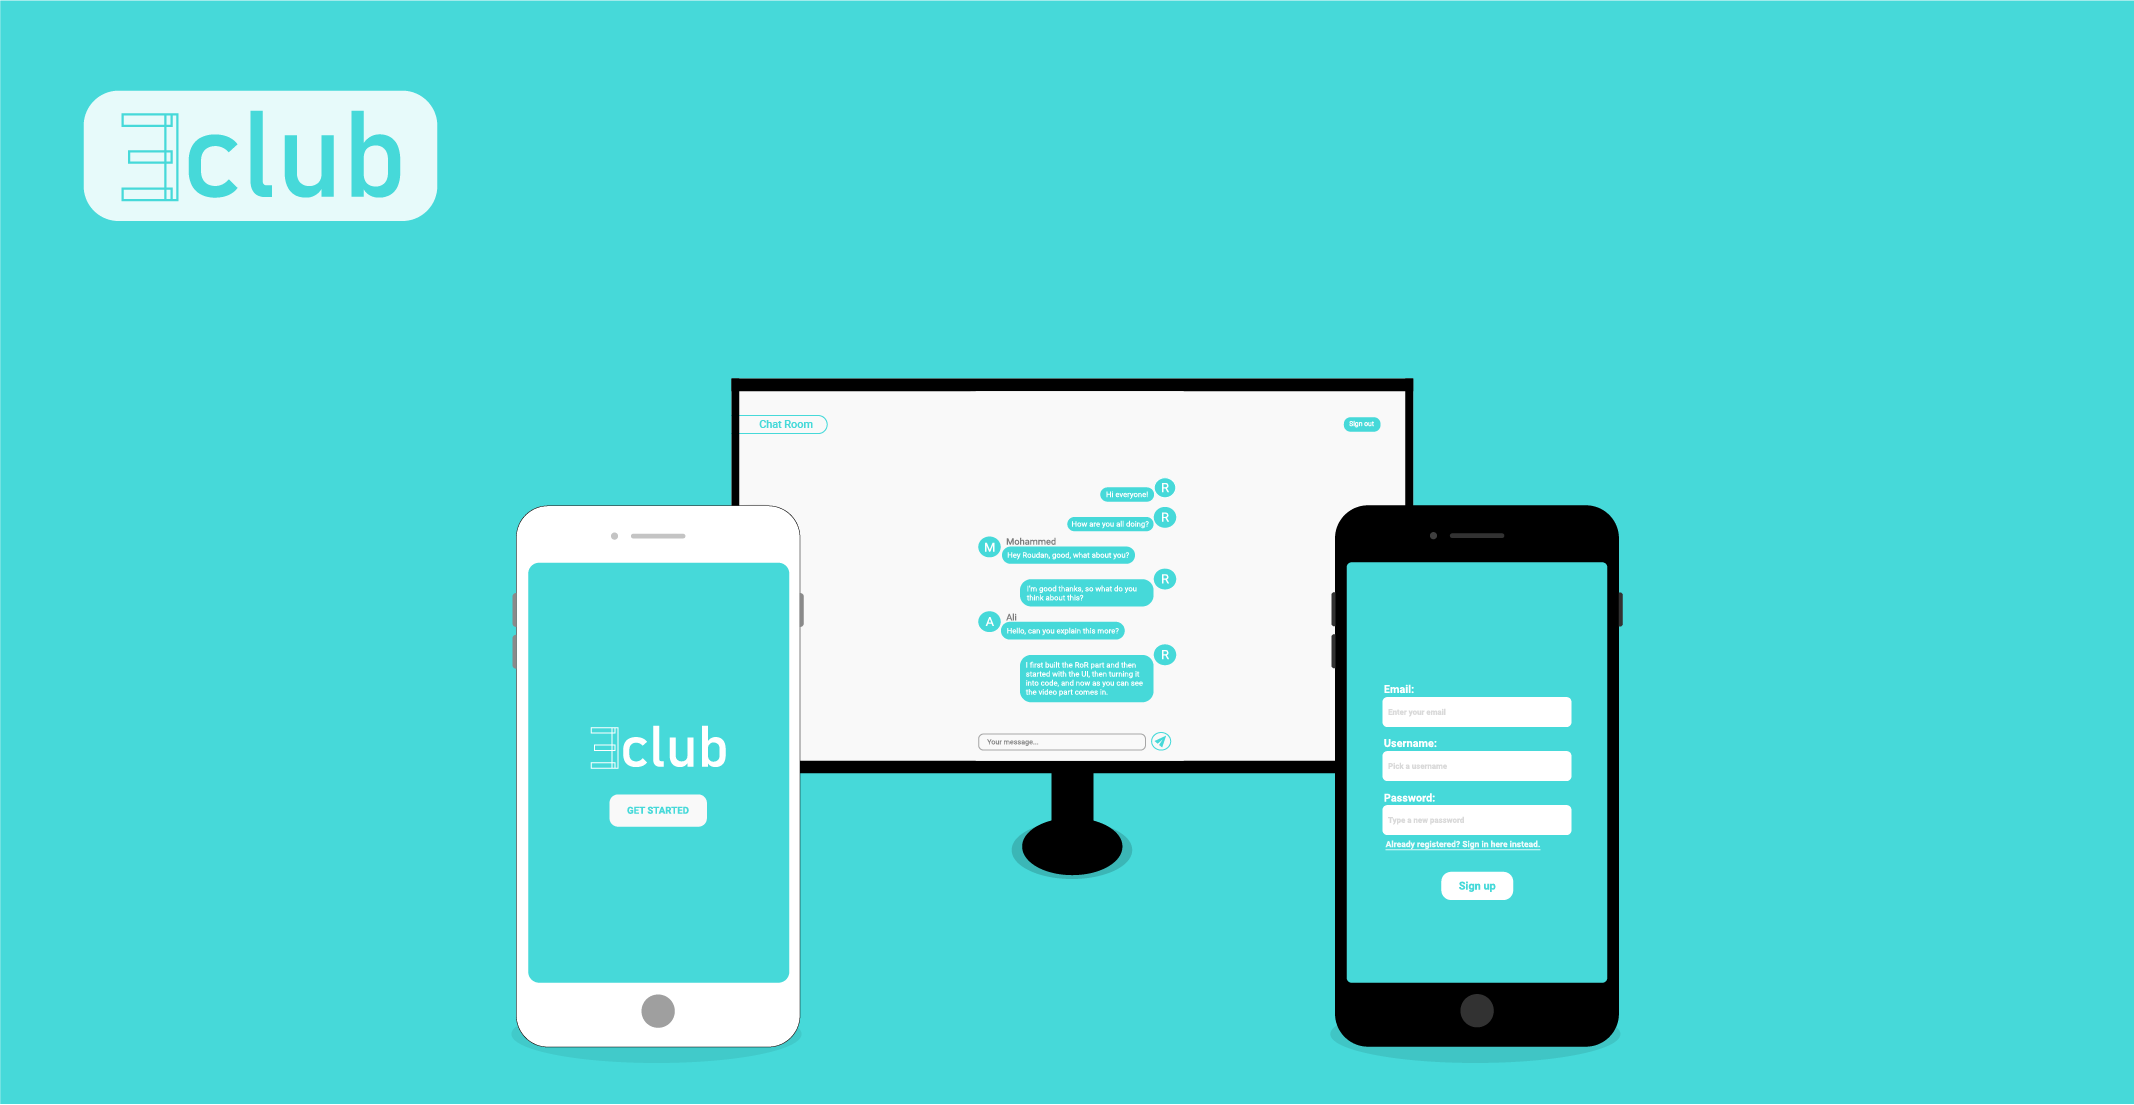 Eclub
Chat Room
Sign out
Hi everyone!
R
How are you all doing?
R
Mohammed
M
Hey Roudan, good, what about you?
R
I'm good thanks, so what do you
think about this?
Ali
A
Hello, can you explain this more?
R
I first built the RoR part and then
started with the UI, then turning it
into code, and now as you can see
the video part comes in.
Your message...
Eclub
GET STARTED
Email:
Enter your email
Username:
Pick a username
Password:
Type a new password
Already registered? Sign in here instead.
Sign up